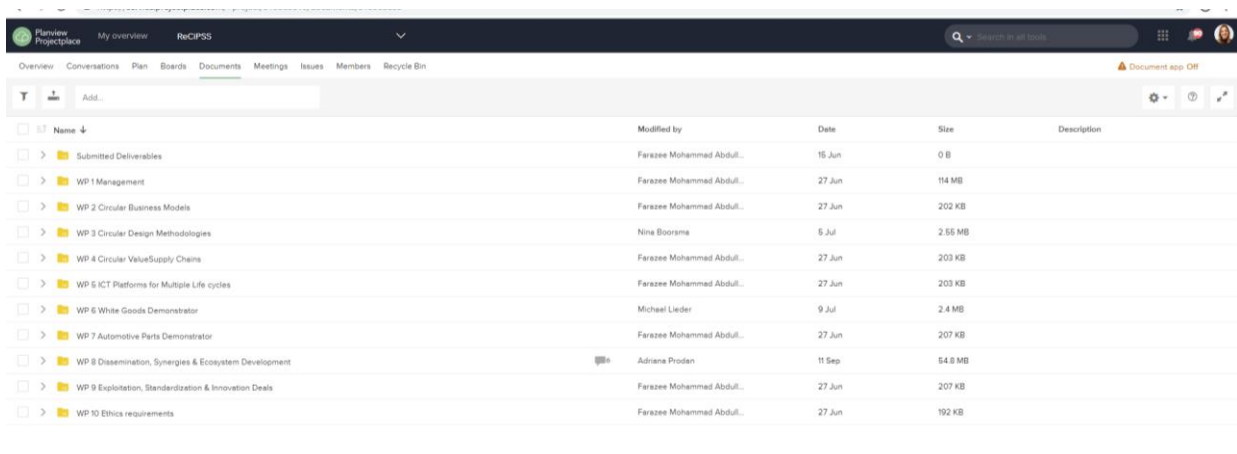 Planview Projectplace My overview ReCiPSS Search in all tools
Overview Conversations Plan Boards Documents Meetings Issues Members Recycle Bin Document app Off
Add...
Name Modified by Date Size Description
Submitted Deliverables Farazee Mohammad Abdull... 15 Jun 0 B
WP 1 Management Farazee Mohammad Abdull... 27 Jun 114 MB
WP 2 Circular Business Models Farazee Mohammad Abdull... 27 Jun 202 KB
WP 3 Circular Design Methodologies Nina Boorsma 5 Jul 2.55 MB
WP 4 Circular ValueSupply Chains Farazee Mohammad Abdull... 27 Jun 203 KB
WP 5 ICT Platforms for Multiple Life cycles Farazee Mohammad Abdull... 27 Jun 203 KB
WP 6 White Goods Demonstrator Michael Lieder 9 Jul 2.4 MB
WP 7 Automotive Parts Demonstrator Farazee Mohammad Abdull... 27 Jun 207 KB
WP 8 Dissemination, Synergies & Ecosystem Development Adriana Prodan 11 Sep 54.8 MB
WP 9 Exploitation, Standardization & Innovation Deals Farazee Mohammad Abdull... 27 Jun 207 KB
WP 10 Ethics requirements Farazee Mohammad Abdull... 27 Jun 192 KB